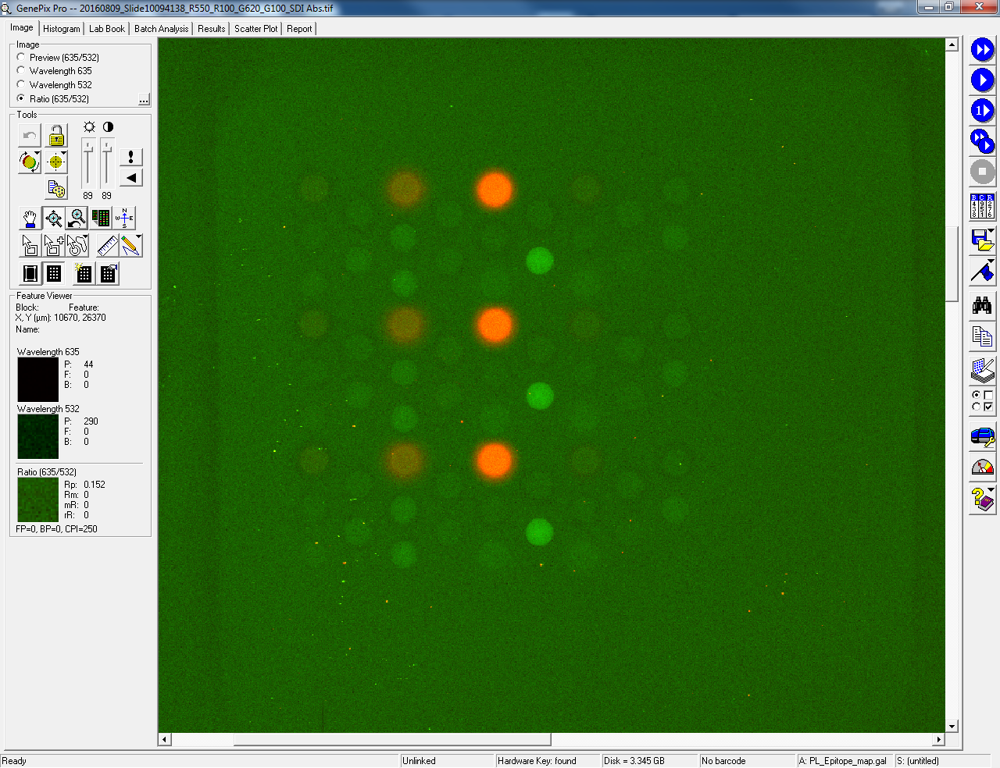 GenePix Pro -- 20160809_Slide10094138_R550_R100_G620_G100_SDI Abs.tif
Image Histogram Lab Book Batch Analysis Results Scatter Plot Report
Image
Preview (635/532)
Wavelength 635
Wavelength 532
Ratio (635/532)
...
Tools
89 89
N
W E
S
Feature Viewer
Block: Feature:
X, Y (µm): 10670, 26370
Name:
Wavelength 635
P: 44
F: 0
B: 0
Wavelength 532
P: 290
F: 0
B: 0
Ratio (635/532)
Rp: 0.152
Rm: 0
mR: 0
rR: 0
FP=0, BP=0, CPI=250
1
B C R
Ready Unlinked Hardware Key: found Disk = 3.345 GB No barcode A: PL_Epitope_map.gal S: (untitled)